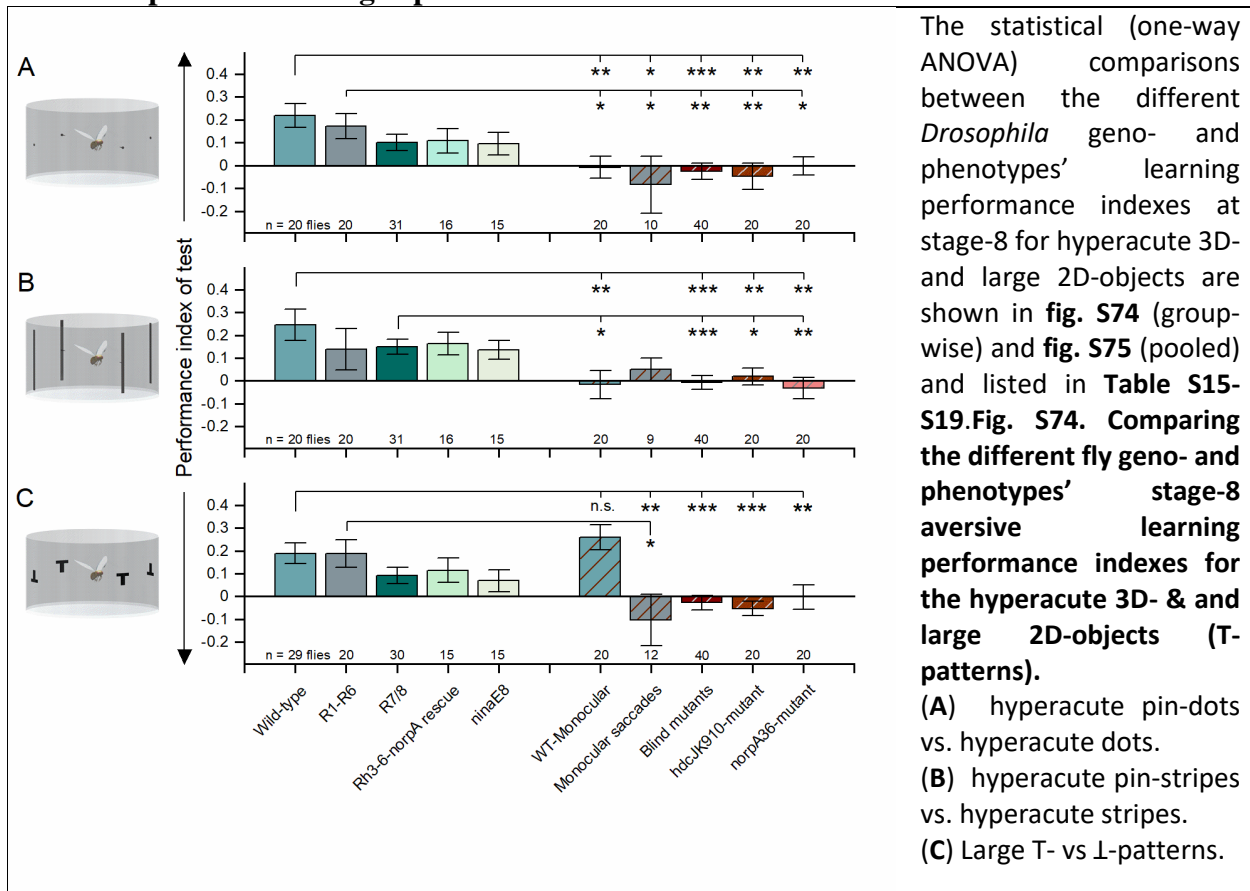 The statistical (one-way
ANOVA) comparisons
between the different
Drosophila geno- and
phenotypes’ learning
performance indexes at
stage-8 for hyperacute 3D-
and large 2D-objects are
shown in fig. S74 (group-
wise) and fig. S75 (pooled)
and listed in Table S15-
S19.Fig. S74. Comparing
the different fly geno- and
phenotypes’ stage-8
aversive learning
performance indexes for
the hyperacute 3D- & and
large 2D-objects (T-
patterns).
(A) hyperacute pin-dots
vs. hyperacute dots.
(B) hyperacute pin-stripes
vs. hyperacute stripes.
(C) Large T- vs ⊥-patterns.
Performance index of test
A
0.4
0.3
0.2
0.1
0
-0.1
-0.2
** * *** ** **
* * ** ** *
n = 20 flies 20 31 16 15 20 10 40 20 20
B
0.4
0.3
0.2
0.1
0
-0.1
-0.2
** *** ** **
* *** * **
n = 20 flies 20 31 16 15 20 9 40 20 20
C
0.4
0.3
0.2
0.1
0
-0.1
-0.2
n.s. ** *** *** **
*
⊥ T T ⊥
n = 29 flies 20 30 15 15 20 12 40 20 20
Wild-type
R1-R6
R7/8
Rh3-6-norpA rescue
ninaE8
WT-Monocular
Monocular saccades
Blind mutants
hdcJK910-mutant
norpA36-mutant